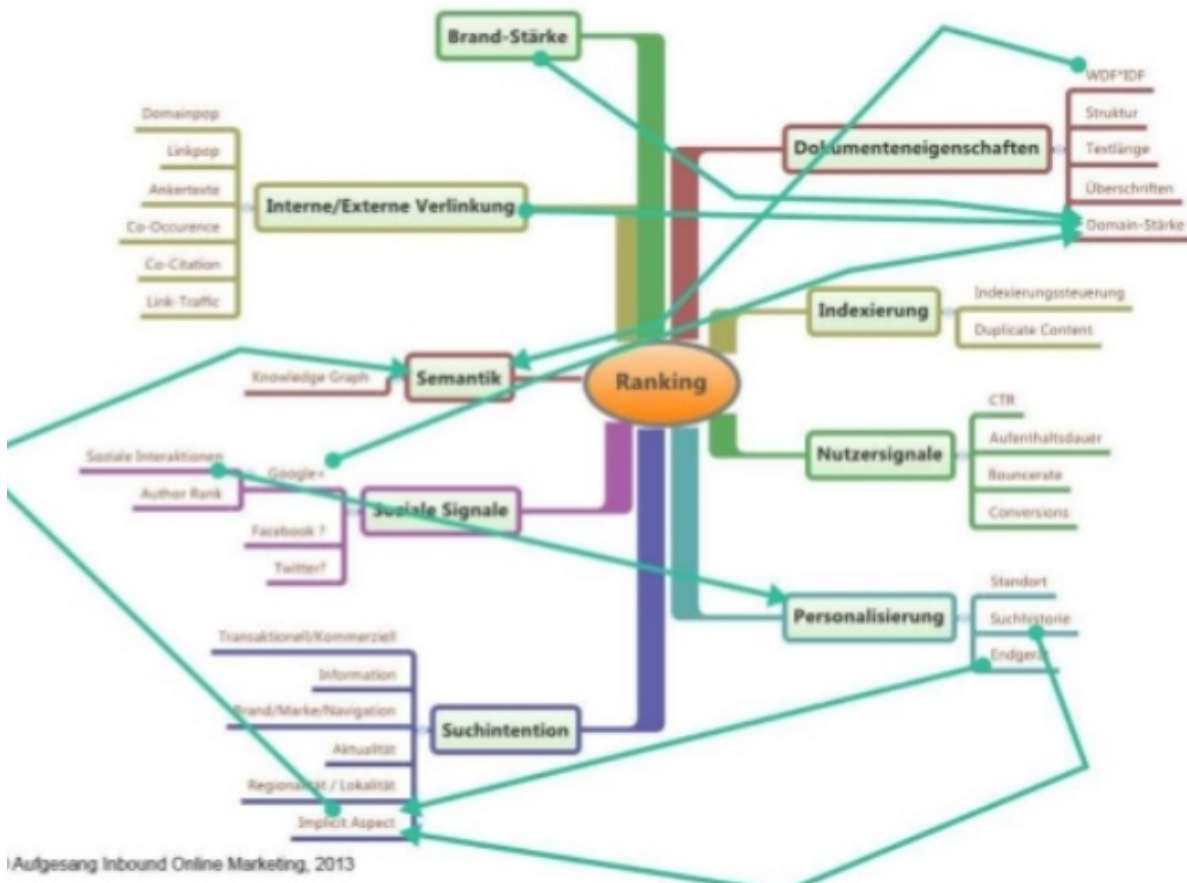 Brand-Stärke
Domainpop
Linkpop
Ankertexte
Co-Occurence
Co-Citation
Link-Traffic
Interne/Externe Verlinkung
WDF*IDF
Struktur
Textlänge
Überschriften
Domain-Stärke
Dokumenteneigenschaften
Indexierung
Indexierungssteuerung
Duplicate Content
Knowledge Graph
Semantik
Ranking
Nutzersignale
CTR
Aufenthaltsdauer
Bouncerate
Conversions
Soziale Interaktionen
Author Rank
Google+
Facebook ?
Twitter?
Soziale Signale
Personalisierung
Standort
Suchhistorie
Endgerät
Transaktionell/Kommerziell
Information
Brand/Marke/Navigation
Aktualität
Regionalität / Lokalität
Implicit Aspect
Suchintention
Aufgesang Inbound Online Marketing, 2013